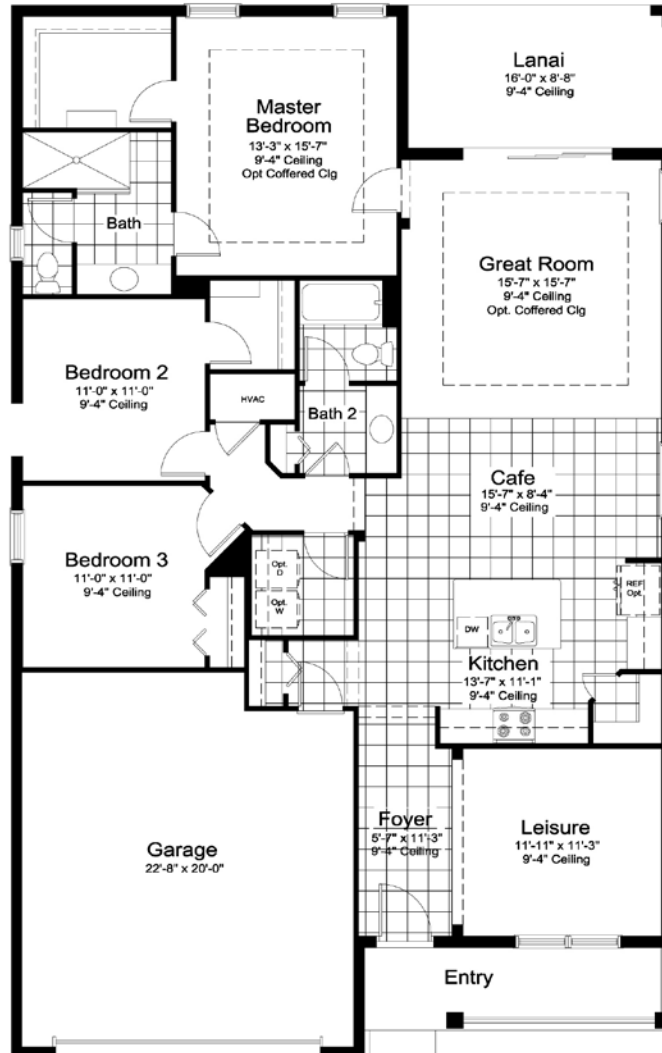 Lanai
16'-0" x 8'-8"
9'-4" Ceiling
Master
Bedroom
13'-3" x 15'-7"
9'-4" Ceiling
Opt Coffered Clg
Bath
Great Room
15'-7" x 15'-7"
9'-4" Ceiling
Opt. Coffered Clg
Bedroom 2
11'-0" x 11'-0"
9'-4" Ceiling
HVAC
Bath 2
Cafe
15'-7" x 8'-4"
9'-4" Ceiling
Bedroom 3
11'-0" x 11'-0"
9'-4" Ceiling
Opt.
D
Opt.
W
REF
Opt.
DW
Kitchen
13'-7" x 11'-1"
9'-4" Ceiling
Foyer
5'-7" x 11'-3"
9'-4" Ceiling
Leisure
11'-11" x 11'-3"
9'-4" Ceiling
Garage
22'-8" x 20'-0"
Entry